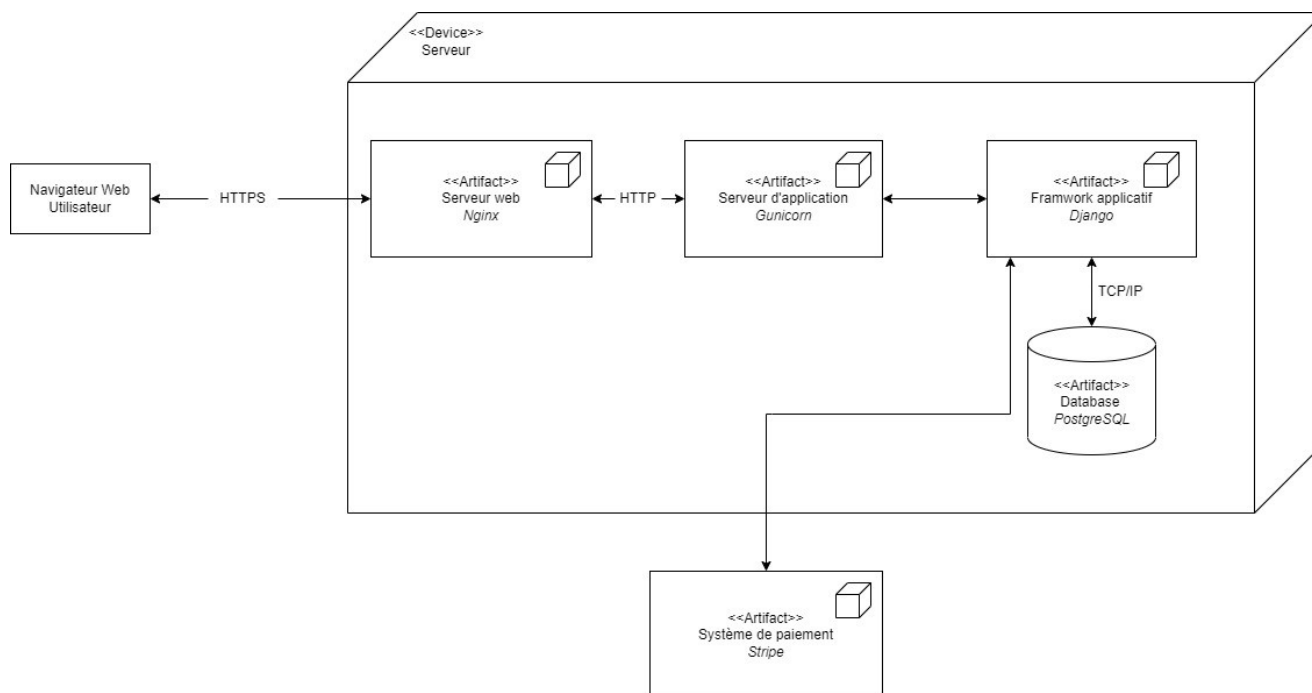 <<Device>>
Serveur
Navigateur Web
Utilisateur
HTTPS
<<Artifact>>
Serveur web
Nginx
HTTP
<<Artifact>>
Serveur d'application
Gunicorn
<<Artifact>>
Framwork applicatif
Django
TCP/IP
<<Artifact>>
Database
PostgreSQL
<<Artifact>>
Système de paiement
Stripe